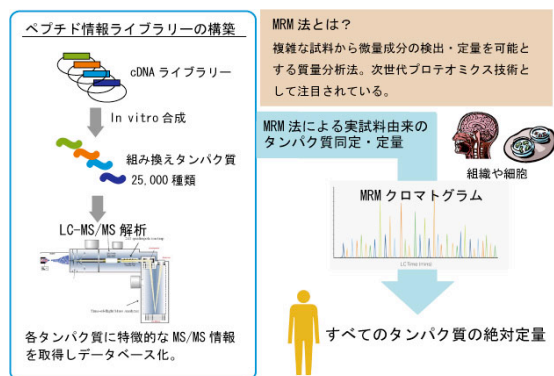 ペプチド情報ライブラリーの構築
cDNA ライブラリー
In vitro 合成
組み換えタンパク質
25,000 種類
LC-MS/MS 解析
各タンパク質に特徴的な MS/MS 情報
を取得しデータベース化。
MRM 法とは？
複雑な試料から微量成分の検出・定量を可能と
する質量分析法。次世代プロテオミクス技術と
して注目されている。
MRM 法による実試料由来の
タンパク質同定・定量
組織や細胞
MRM クロマトグラム
すべてのタンパク質の絶対定量